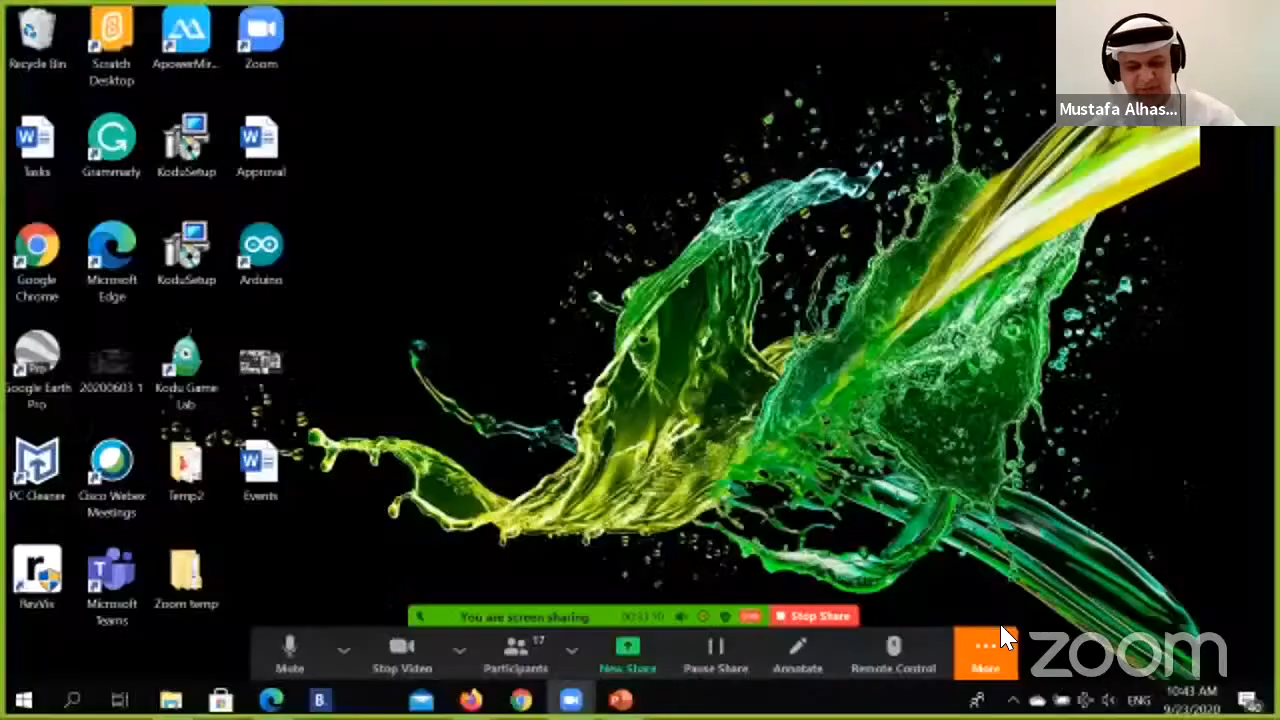 Recycle Bin
Scratch
Desktop
ApowerMir...
Zoom
Mustafa Alhas...
Tasks
Grammarly
KoduSetup
Approval
Google
Chrome
Microsoft
Edge
KoduSetup
Arduino
Google Earth
Pro
20200603 1
Kodu Game
Lab
1
PC Cleaner
Cisco Webex
Meetings
Temp2
Events
RevVis
Microsoft
Teams
Zoom temp
You are screen sharing
Stop Share
17
Mute
Stop Video
Participants
New Share
Pause Share
Annotate
Remote Control
More
zoom
ENG
10:43 AM
9/23/2020